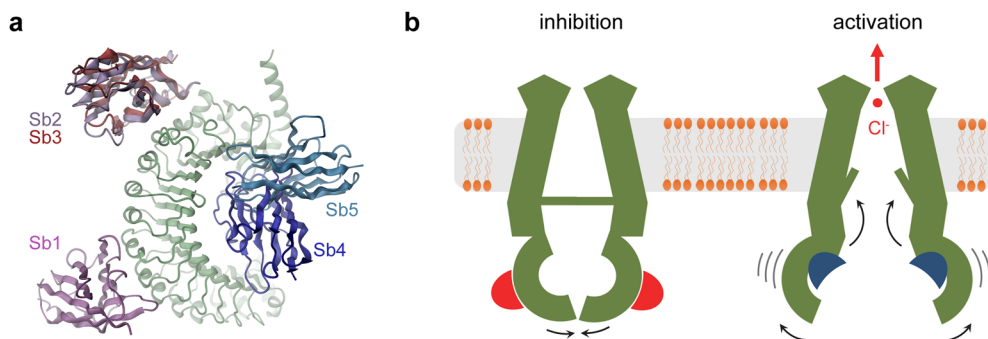 a
Sb2
Sb3
Sb5
Sb1
Sb4
b
inhibition
activation
Cl-